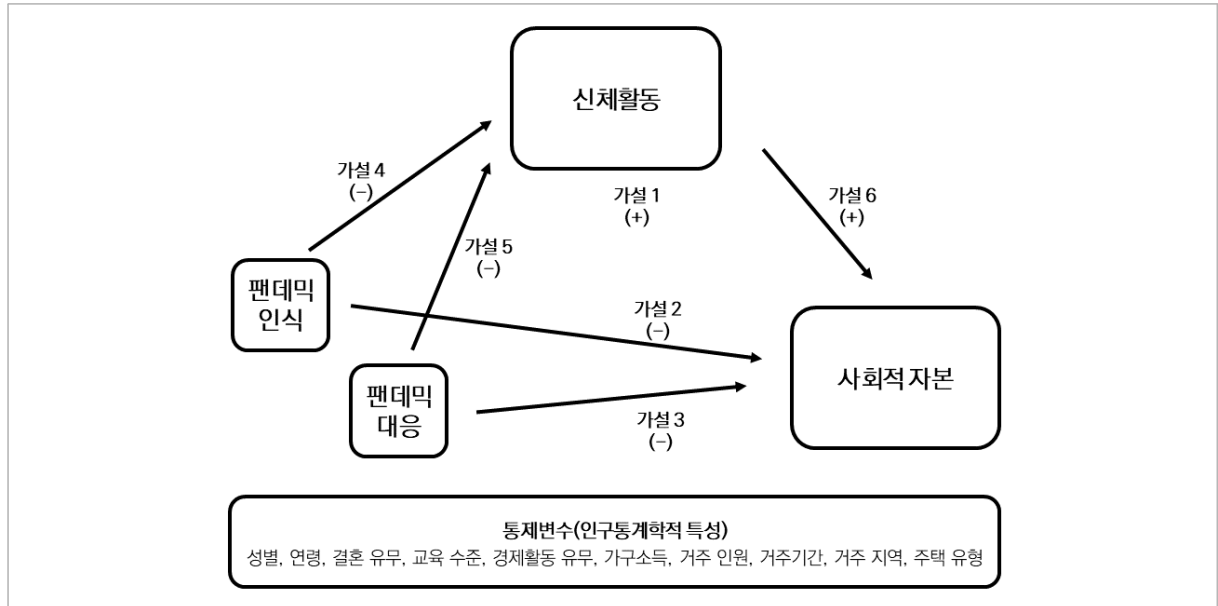 신체활동
가설 4
(−)
가설 1
(+)
가설 6
(+)
가설 5
(−)
팬데믹
인식
가설 2
(−)
팬데믹
대응
사회적 자본
가설 3
(−)
통제변수(인구통계학적 특성)
성별, 연령, 결혼 유무, 교육 수준, 경제활동 유무, 가구소득, 거주 인원, 거주기간, 거주 지역, 주택 유형